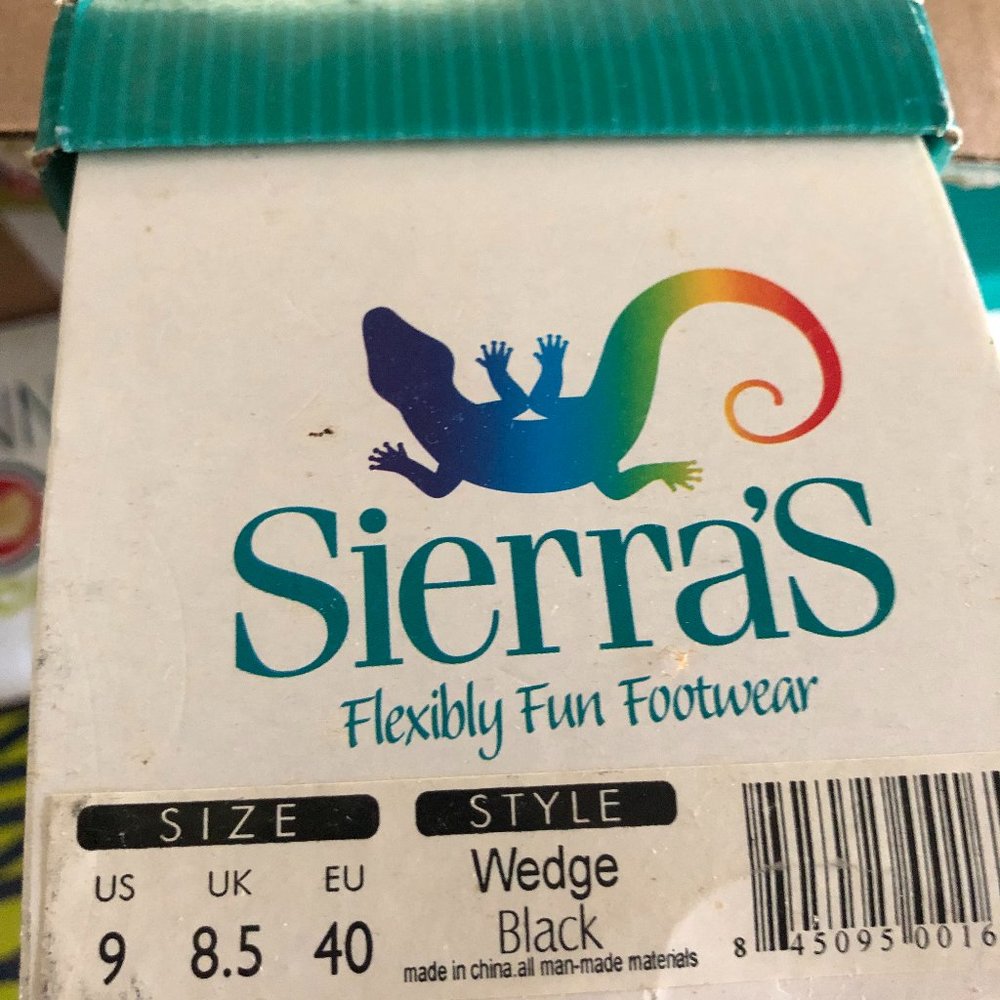 Sierra'S
Flexibly Fun Footwear
SIZE
STYLE
US UK EU
9 8.5 40
Wedge
Black
made in china.all man-made materials
8 45095 0016